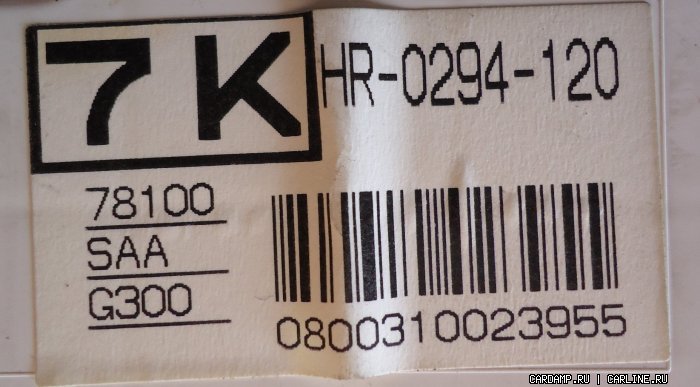 7K
HR-0294-120
78100
SAA
G300
0800310023955
CARDAMP.RU | CARLINE.RU